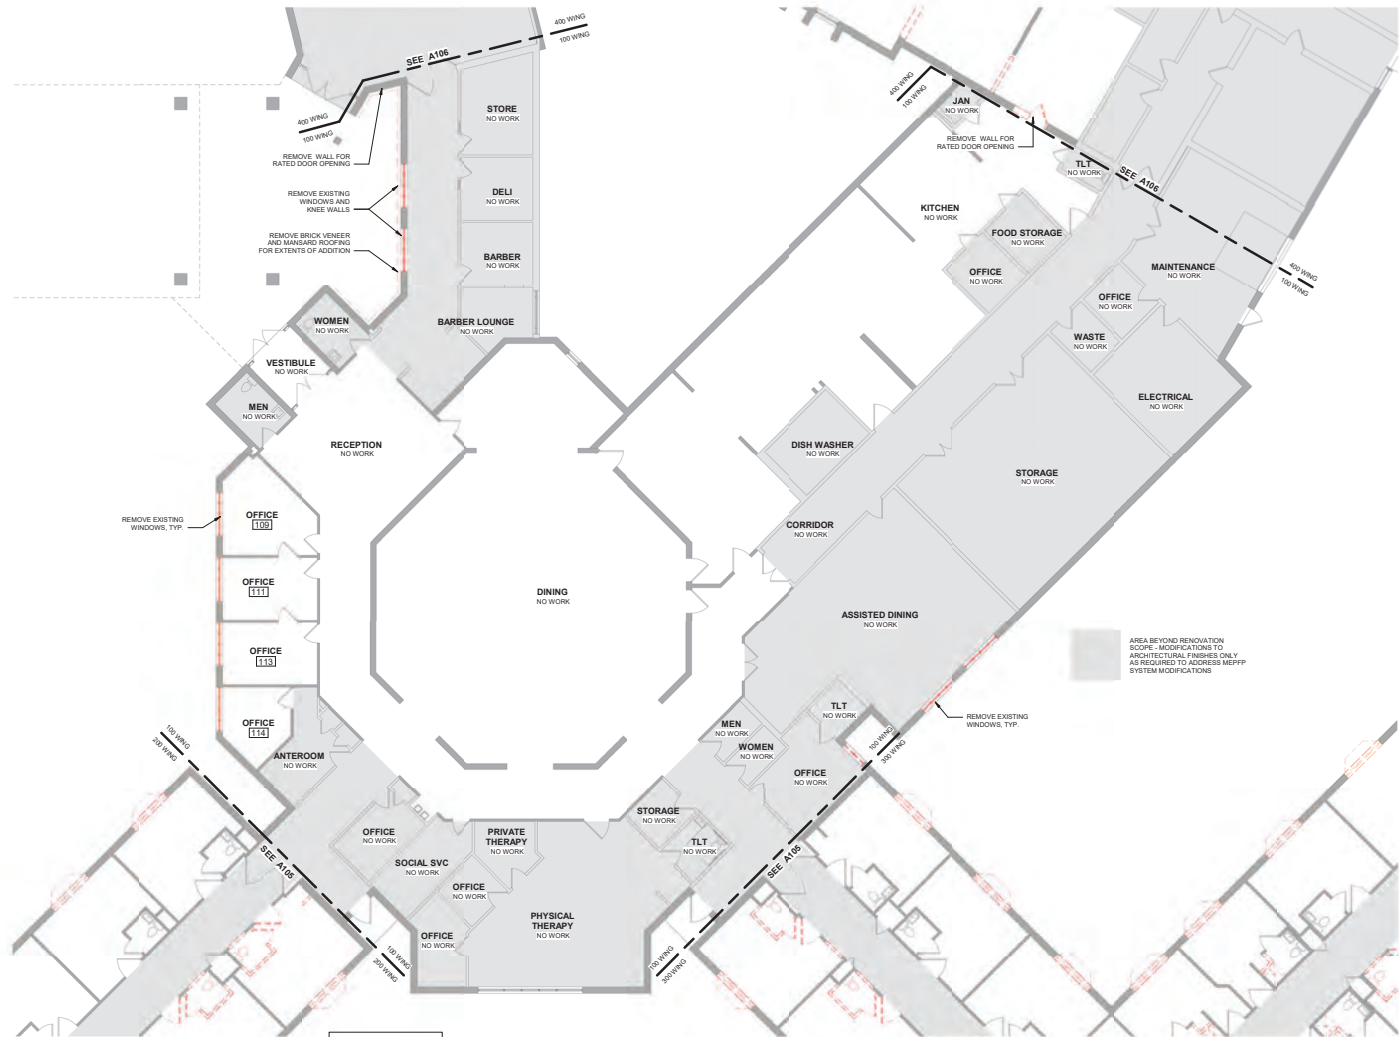 400 WING
100 WING
SEE A106
400 WING
100 WING
REMOVE WALL FOR
RATED DOOR OPENING
REMOVE EXISTING
WINDOWS AND
KNEE WALLS
REMOVE BRICK VENEER
AND MANSARD ROOFING
FOR EXTENTS OF ADDITION
STORE
NO WORK
DELI
NO WORK
BARBER
NO WORK
BARBER LOUNGE
NO WORK
400 WING
100 WING
JAN
NO WORK
REMOVE WALL FOR
RATED DOOR OPENING
TLT
NO WORK
SEE A106
KITCHEN
NO WORK
FOOD STORAGE
NO WORK
OFFICE
NO WORK
MAINTENANCE
NO WORK
400 WING
100 WING
OFFICE
NO WORK
WASTE
NO WORK
ELECTRICAL
NO WORK
WOMEN
NO WORK
VESTIBULE
NO WORK
MEN
NO WORK
RECEPTION
NO WORK
DISH WASHER
NO WORK
STORAGE
NO WORK
REMOVE EXISTING
WINDOWS, TYP.
OFFICE
109
CORRIDOR
NO WORK
OFFICE
111
DINING
NO WORK
ASSISTED DINING
NO WORK
OFFICE
113
AREA BEYOND RENOVATION
SCOPE - MODIFICATIONS TO
ARCHITECTURAL FINISHES ONLY
AS REQUIRED TO ADDRESS MEPFP
SYSTEM MODIFICATIONS
OFFICE
114
TLT
NO WORK
REMOVE EXISTING
WINDOWS, TYP.
MEN
NO WORK
WOMEN
NO WORK
100 WING
300 WING
100 WING
200 WING
ANTEROOM
NO WORK
OFFICE
NO WORK
STORAGE
NO WORK
OFFICE
NO WORK
PRIVATE
THERAPY
NO WORK
TLT
NO WORK
SEE A105
SEE A105
SOCIAL SVC
NO WORK
OFFICE
NO WORK
PHYSICAL
THERAPY
NO WORK
OFFICE
NO WORK
100 WING
200 WING
100 WING
300 WING